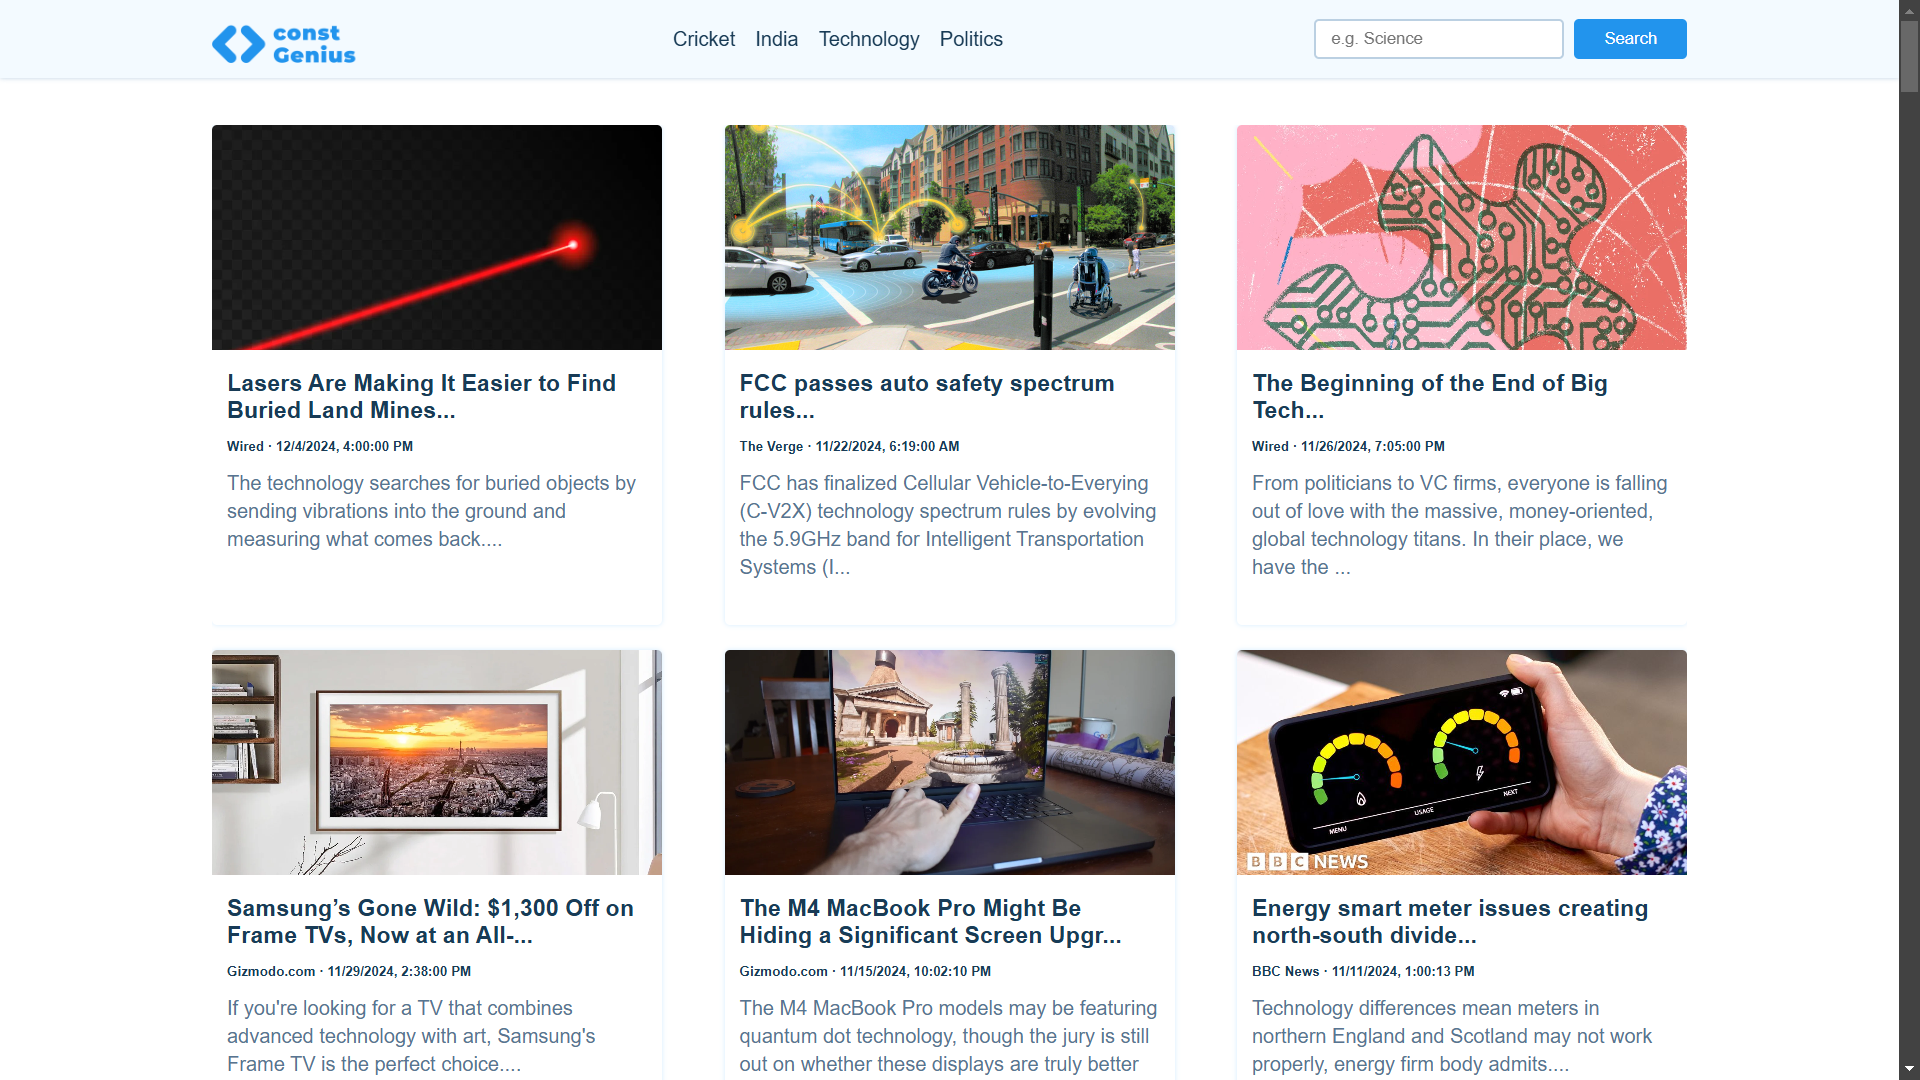 const
Genius
Cricket India Technology Politics
e.g. Science
Search
Lasers Are Making It Easier to Find
Buried Land Mines...
Wired · 12/4/2024, 4:00:00 PM
The technology searches for buried objects by
sending vibrations into the ground and
measuring what comes back....
FCC passes auto safety spectrum
rules...
The Verge · 11/22/2024, 6:19:00 AM
FCC has finalized Cellular Vehicle-to-Everying
(C-V2X) technology spectrum rules by evolving
the 5.9GHz band for Intelligent Transportation
Systems (I...
The Beginning of the End of Big
Tech...
Wired · 11/26/2024, 7:05:00 PM
From politicians to VC firms, everyone is falling
out of love with the massive, money-oriented,
global technology titans. In their place, we
have the ...
Samsung’s Gone Wild: $1,300 Off on
Frame TVs, Now at an All-...
Gizmodo.com · 11/29/2024, 2:38:00 PM
If you're looking for a TV that combines
advanced technology with art, Samsung's
Frame TV is the perfect choice....
The M4 MacBook Pro Might Be
Hiding a Significant Screen Upgr...
Gizmodo.com · 11/15/2024, 10:02:10 PM
The M4 MacBook Pro models may be featuring
quantum dot technology, though the jury is still
out on whether these displays are truly better
MENU
USAGE
NEXT
BBC NEWS
Energy smart meter issues creating
north-south divide...
BBC News · 11/11/2024, 1:00:13 PM
Technology differences mean meters in
northern England and Scotland may not work
properly, energy firm body admits....